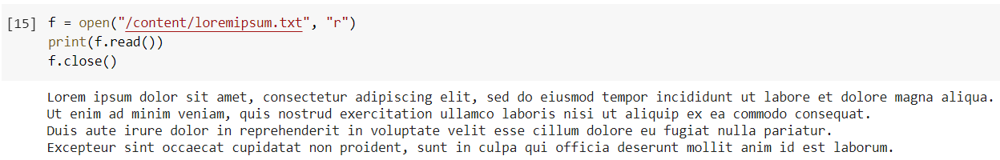 [15] f = open("/content/loremipsum.txt", "r")
print(f.read())
f.close()
Lorem ipsum dolor sit amet, consectetur adipiscing elit, sed do eiusmod tempor incididunt ut labore et dolore magna aliqua.
Ut enim ad minim veniam, quis nostrud exercitation ullamco laboris nisi ut aliquip ex ea commodo consequat.
Duis aute irure dolor in reprehenderit in voluptate velit esse cillum dolore eu fugiat nulla pariatur.
Excepteur sint occaecat cupidatat non proident, sunt in culpa qui officia deserunt mollit anim id est laborum.